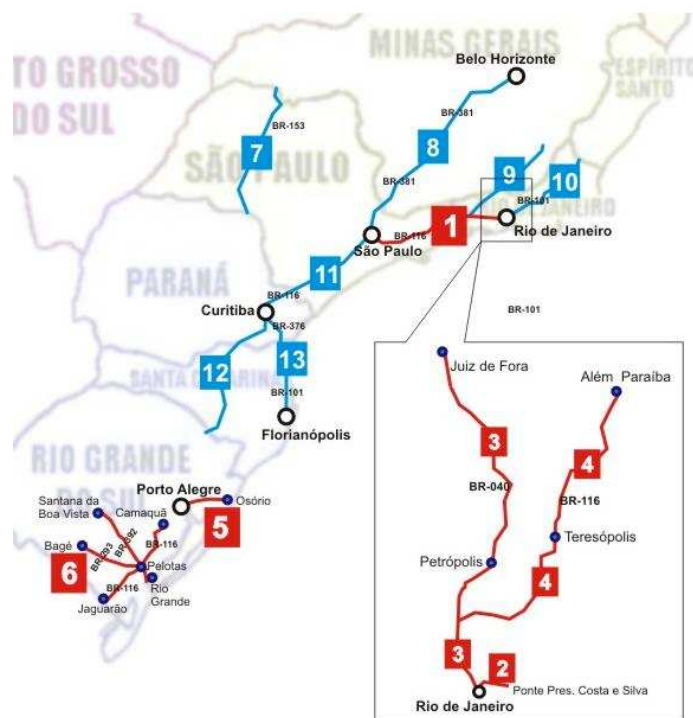 MINAS GERAIS
Belo Horizonte
ESPÍRITO
SANTO
TO GROSSO
DO SUL
BR-153
BR-381
8
7
SÃO PAULO
9
10
BR-381
BR-101
1
BR-116
Rio de Janeiro
São Paulo
11
PARANÁ
BR-116
Curitiba
BR-376
BR-101
12
13
BR-101
Florianópolis
RIO GRANDE
DO SUL
Porto Alegre
Santana da
Boa Vista
Camaquã
Osório
5
BR-392
BR-293
BR-116
Bagé
6
Pelotas
BR-116
Rio
Grande
Jaguarão
Juiz de Fora
Além Paraíba
3
4
BR-040
BR-116
Teresópolis
Petrópolis
4
3
2
Ponte Pres. Costa e Silva
Rio de Janeiro